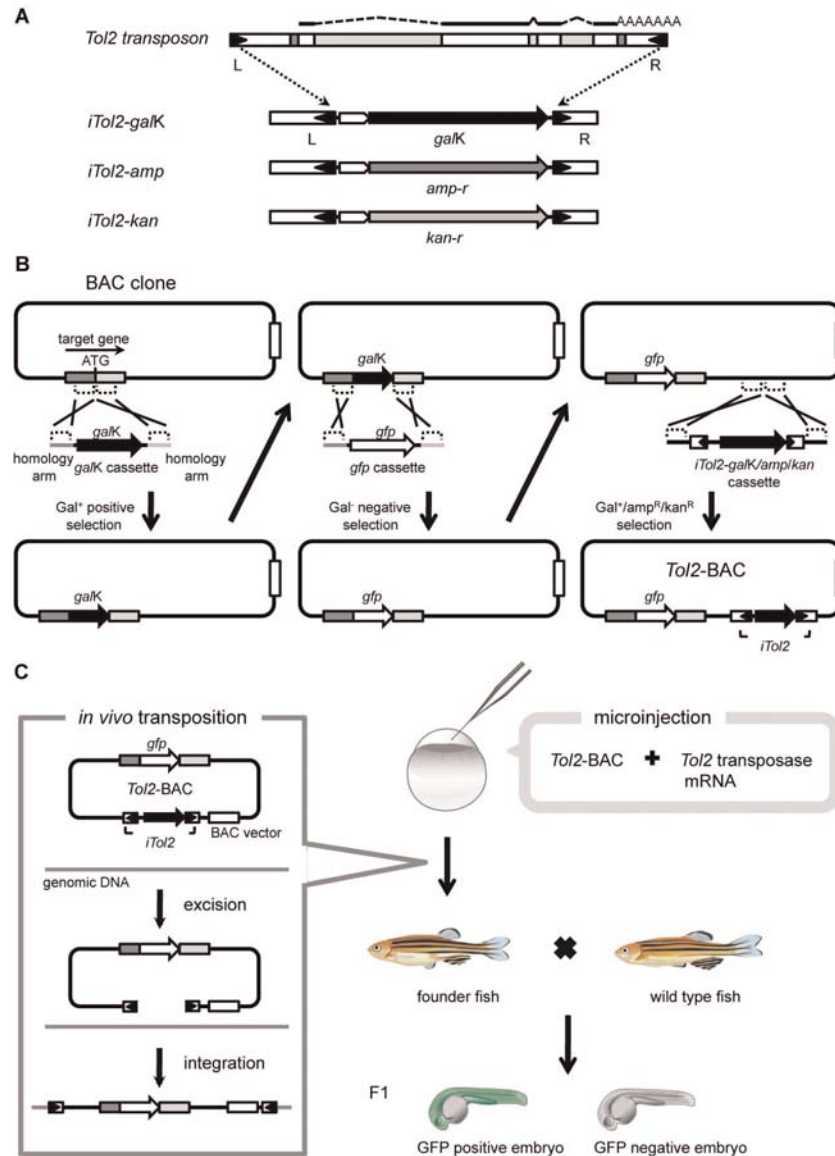 A
AAAAAAA
Tol2 transposon
L
R
iTol2-galK
L
galK
R
iTol2-amp
amp-r
iTol2-kan
kan-r
B
BAC clone
target gene
ATG
galK
homology arm
galK cassette
homology arm
Gal+ positive selection
galK
galK
gfp
gfp cassette
Gal- negative selection
gfp
gfp
iTol2-galK/amp/kan cassette
Gal+/ampR/kanR selection
Tol2-BAC
gfp
iTol2
C
in vivo transposition
gfp
Tol2-BAC
iTol2
BAC vector
genomic DNA
excision
integration
microinjection
Tol2-BAC + Tol2 transposase mRNA
founder fish
wild type fish
F1
GFP positive embryo
GFP negative embryo